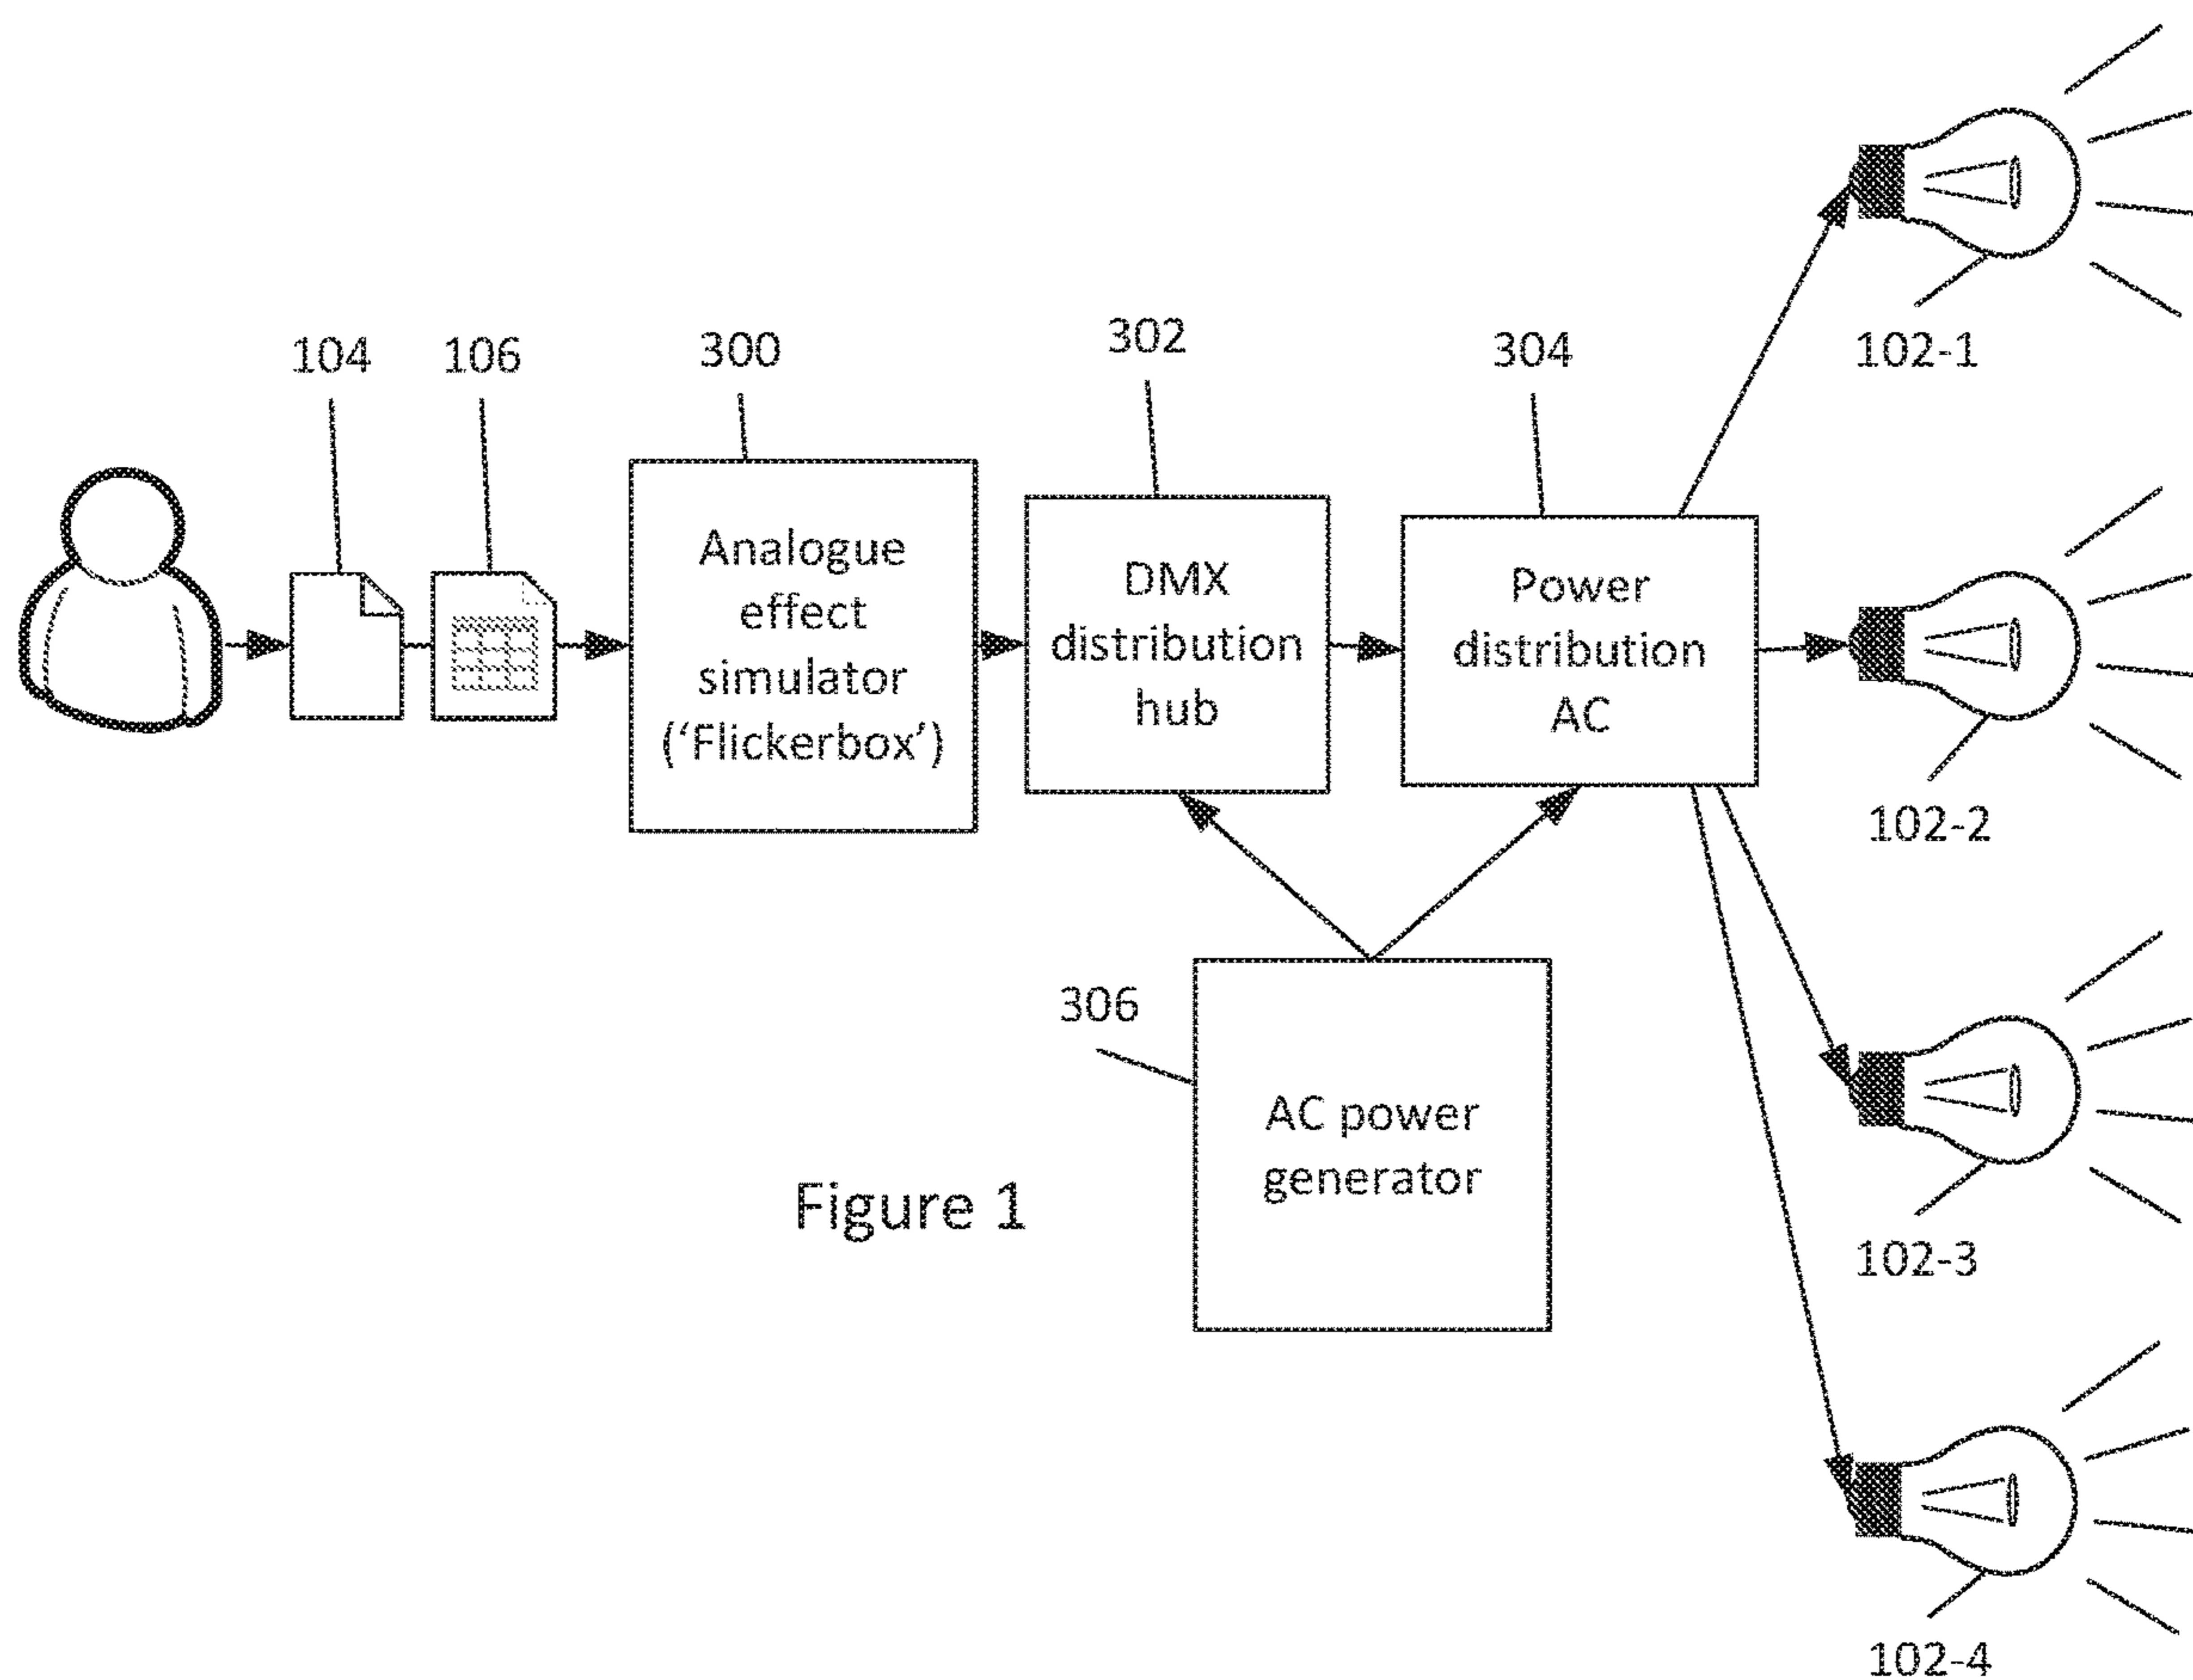 104
106
300
302
304
102-1
Analogue
effect
simulator
('Flickerbox')
DMX
distribution
hub
Power
distribution
AC
102-2
306
AC power
generator
Figure 1
102-3
102-4